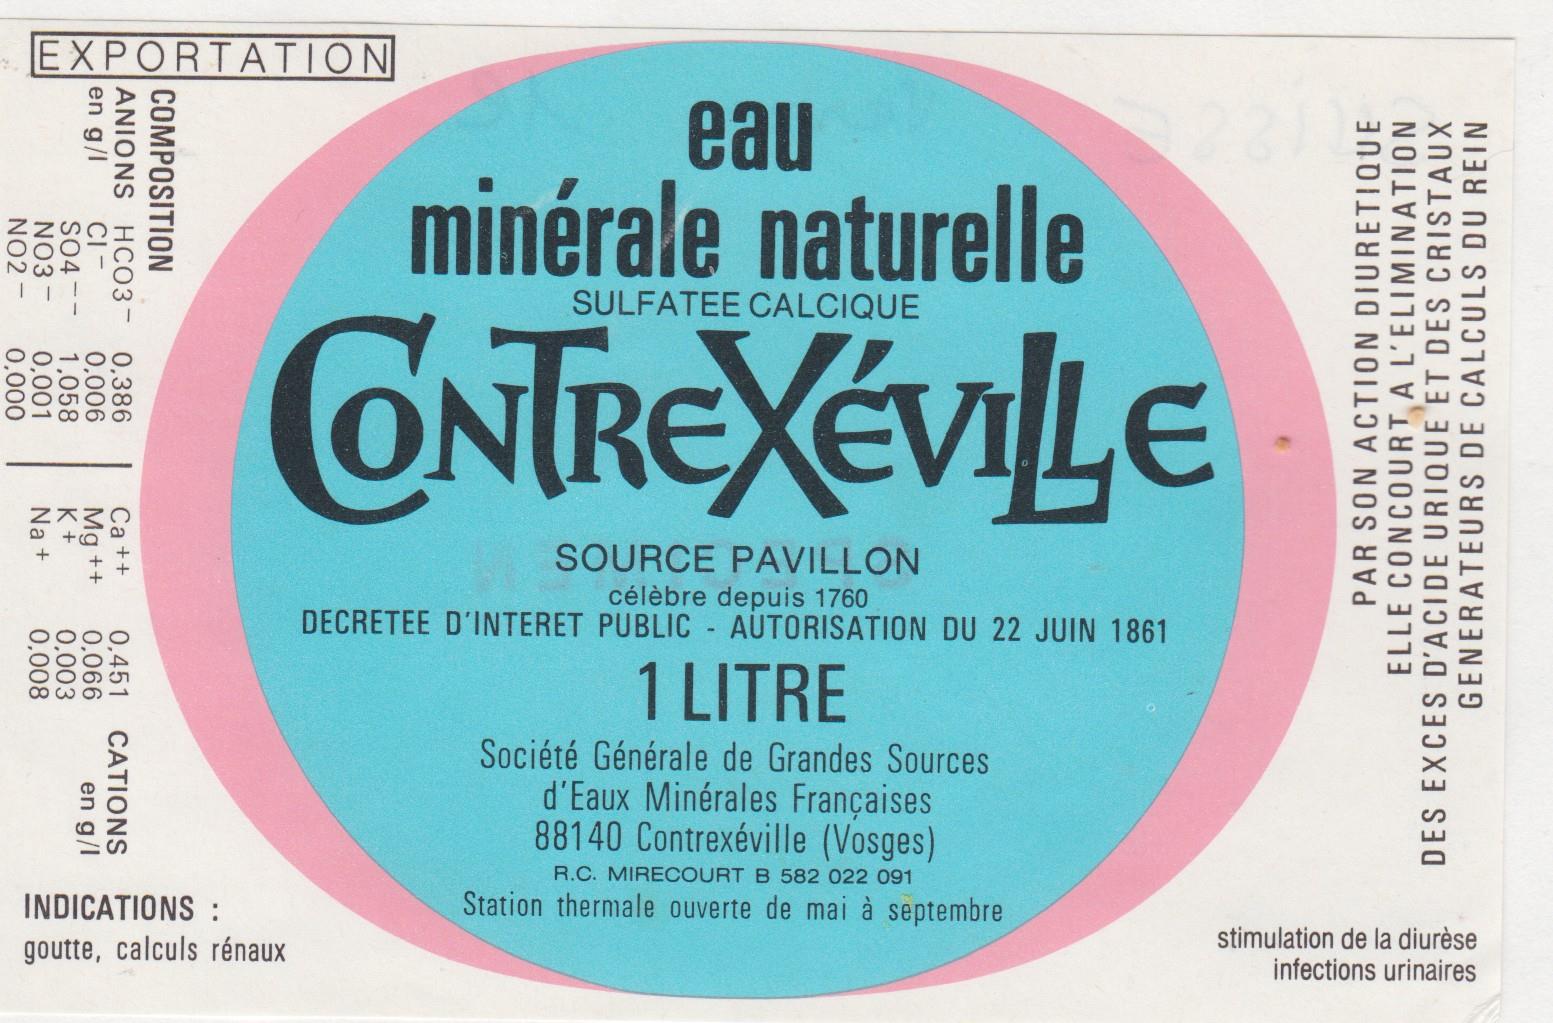 EXPORTATION
COMPOSITION
ANIONS HCO3- 0,386
en g/l Cl- 0,006
SO4-- 1,058
NO3- 0,001
NO2- 0,000
Ca++ 0,451 CATIONS
Mg++ 0,066 en g/l
K+ 0,003
Na+ 0,008
INDICATIONS :
goutte, calculs rénaux
eau
minérale naturelle
SULFATEE CALCIQUE
CONTREXÉVILLE
SOURCE PAVILLON
célèbre depuis 1760
DECRETEE D'INTERET PUBLIC - AUTORISATION DU 22 JUIN 1861
1 LITRE
Société Générale de Grandes Sources
d'Eaux Minérales Françaises
88140 Contrexéville (Vosges)
R.C. MIRECOURT B 582 022 091
Station thermale ouverte de mai à septembre
PAR SON ACTION DIURETIQUE
ELLE CONCOURT A L'ELIMINATION
DES EXCES D'ACIDE URIQUE ET DES CRISTAUX
GENERATEURS DE CALCULS DU REIN
stimulation de la diurèse
infections urinaires
SUISSE
SPECIMEN